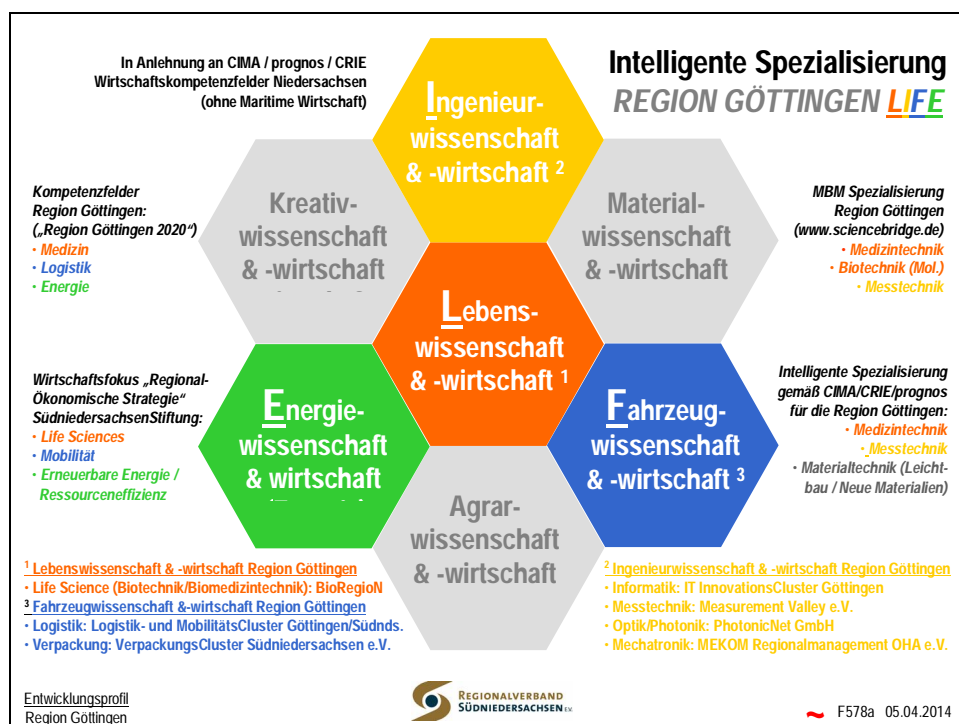 In Anlehnung an CIMA / prognos / CRIE
Wirtschaftskompetenzfelder Niedersachsen
(ohne Maritime Wirtschaft)
Intelligente Spezialisierung
REGION GÖTTINGEN LIFE
Ingenieur-
wissenschaft
& -wirtschaft ²
Kreativ-
wissenschaft
& -wirtschaft
Material-
wissenschaft
& -wirtschaft
Kompetenzfelder
Region Göttingen:
(„Region Göttingen 2020“)
• Medizin
• Logistik
• Energie
MBM Spezialisierung
Region Göttingen
(www.sciencebridge.de)
• Medizintechnik
• Biotechnik (Mol.)
• Messtechnik
Lebens-
wissenschaft
& -wirtschaft ¹
Wirtschaftsfokus „Regional-
Ökonomische Strategie“
SüdniedersachsenStiftung:
• Life Sciences
• Mobilität
• Erneuerbare Energie /
Ressourceneffizienz
Energie-
wissenschaft
& wirtschaft
Fahrzeug-
wissenschaft
& -wirtschaft ³
Intelligente Spezialisierung
gemäß CIMA/CRIE/prognos
für die Region Göttingen:
• Medizintechnik
• Messtechnik
• Materialtechnik (Leicht-
bau / Neue Materialien)
Agrar-
wissenschaft
& -wirtschaft
¹ Lebenswissenschaft & -wirtschaft Region Göttingen
• Life Science (Biotechnik/Biomedizintechnik): BioRegioN
³ Fahrzeugwissenschaft &-wirtschaft Region Göttingen
• Logistik: Logistik- und MobilitätsCluster Göttingen/Südnds.
• Verpackung: VerpackungsCluster Südniedersachsen e.V.
² Ingenieurwissenschaft & -wirtschaft Region Göttingen
• Informatik: IT InnovationsCluster Göttingen
• Messtechnik: Measurement Valley e.V.
• Optik/Photonik: PhotonicNet GmbH
• Mechatronik: MEKOM Regionalmanagement OHA e.V.
Entwicklungsprofil
Region Göttingen
REGIONALVERBAND
SÜDNIEDERSACHSEN E.V.
F578a 05.04.2014